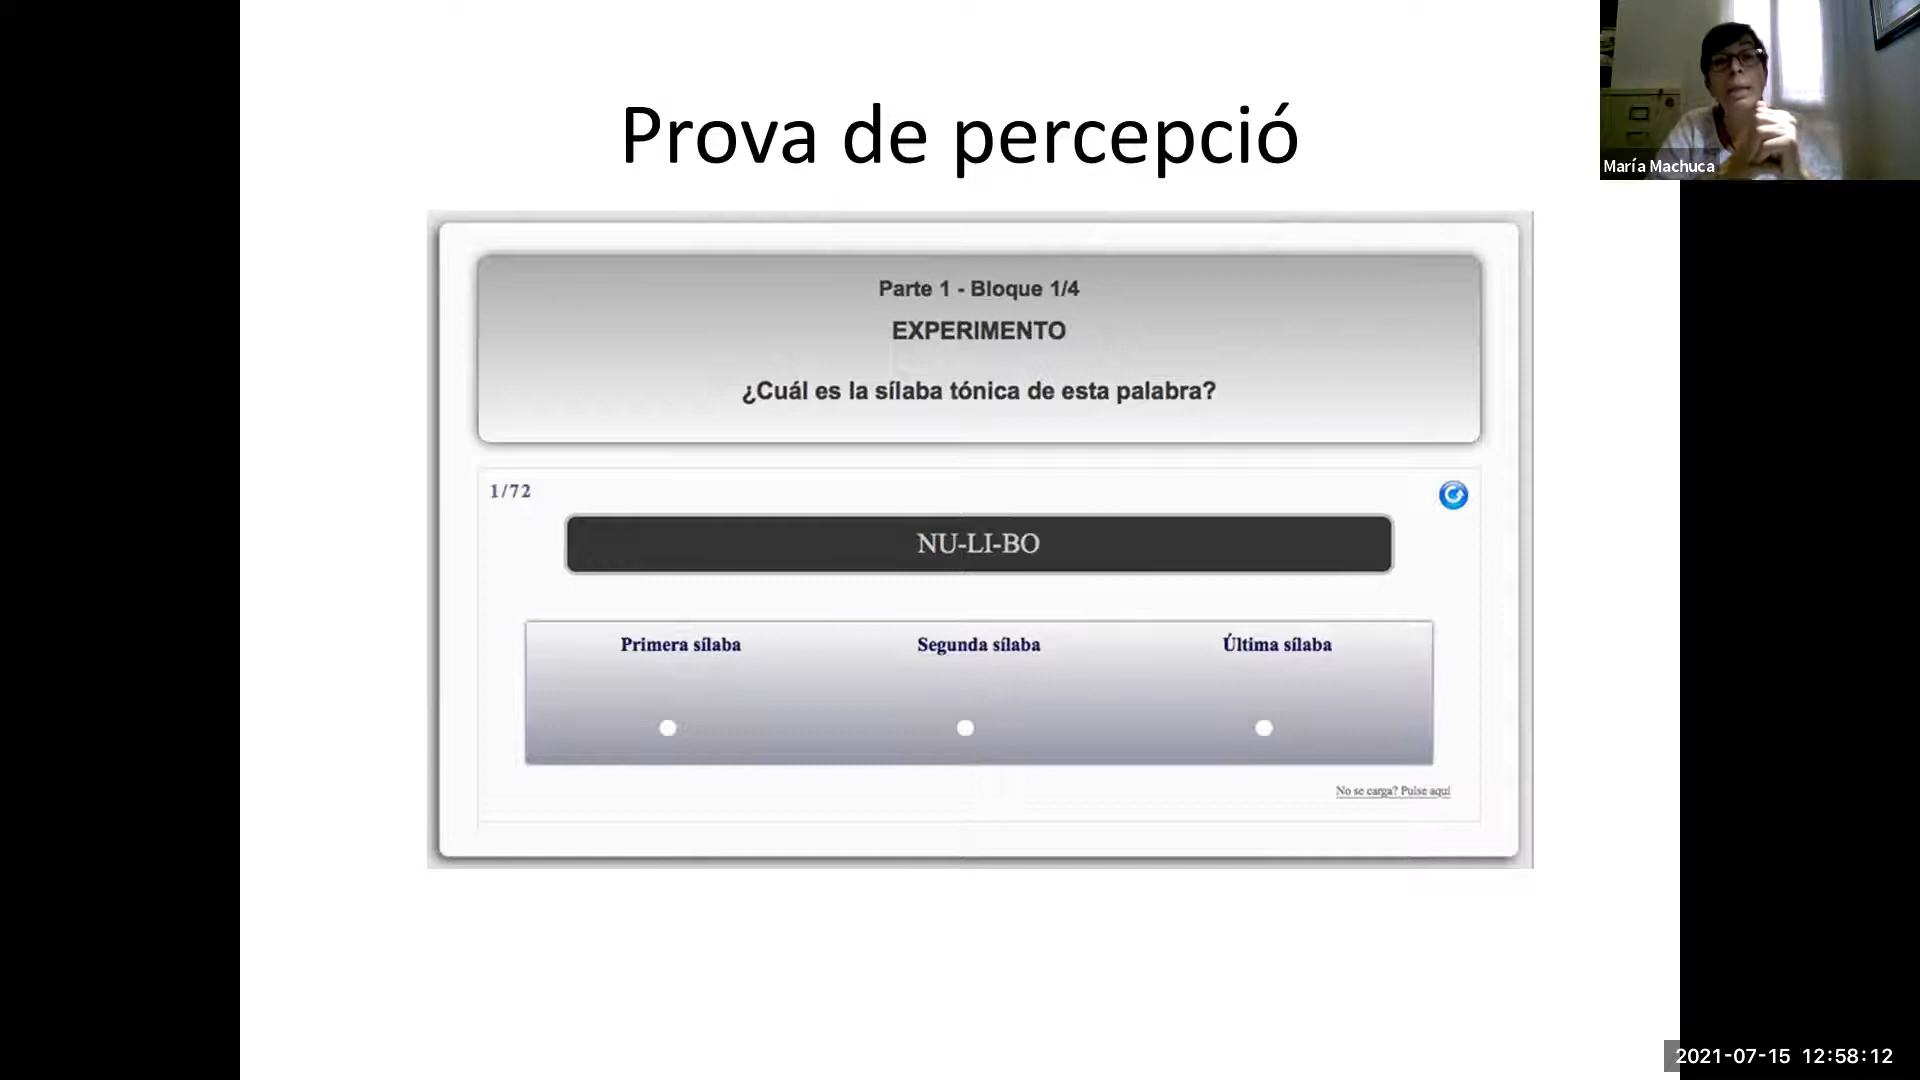 Prova de percepció
María Machuca
Parte 1 - Bloque 1/4
EXPERIMENTO
¿Cuál es la sílaba tónica de esta palabra?
1/72
NU-LI-BO
Primera sílaba Segunda sílaba Última sílaba
No se carga? Pulse aquí
2021-07-15 12:58:12